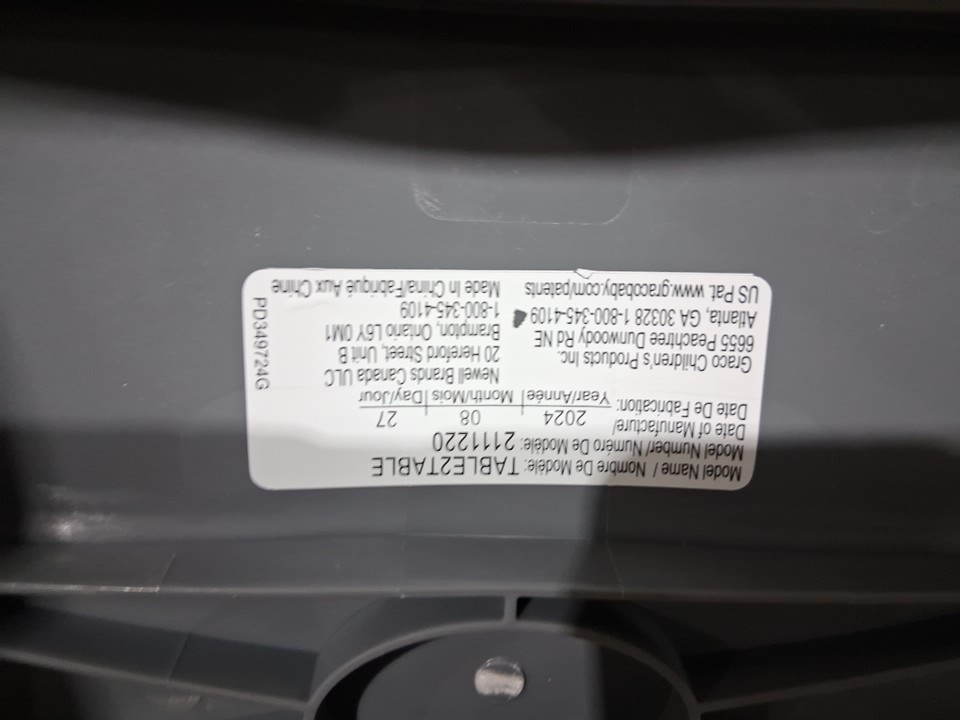 Model Name / Nombre De Modèle: TABLE2TABLE
Model Number/ Numéro De Modèle: 2111220
Date of Manufacture/
Date De Fabrication:
2024 08 27
Year/Année | Month/Mois | Day/Jour
Graco Children's Products Inc.
6655 Peachtree Dunwoody Rd NE
Atlanta, GA 30328 1-800-345-4109
US Pat. www.gracobaby.com/patents
Newell Brands Canada ULC
20 Hereford Street, Unit B
Brampton, Ontario L6Y 0M1
1-800-345-4109
Made In China/Fabriqué Aux Chine
PD349724G